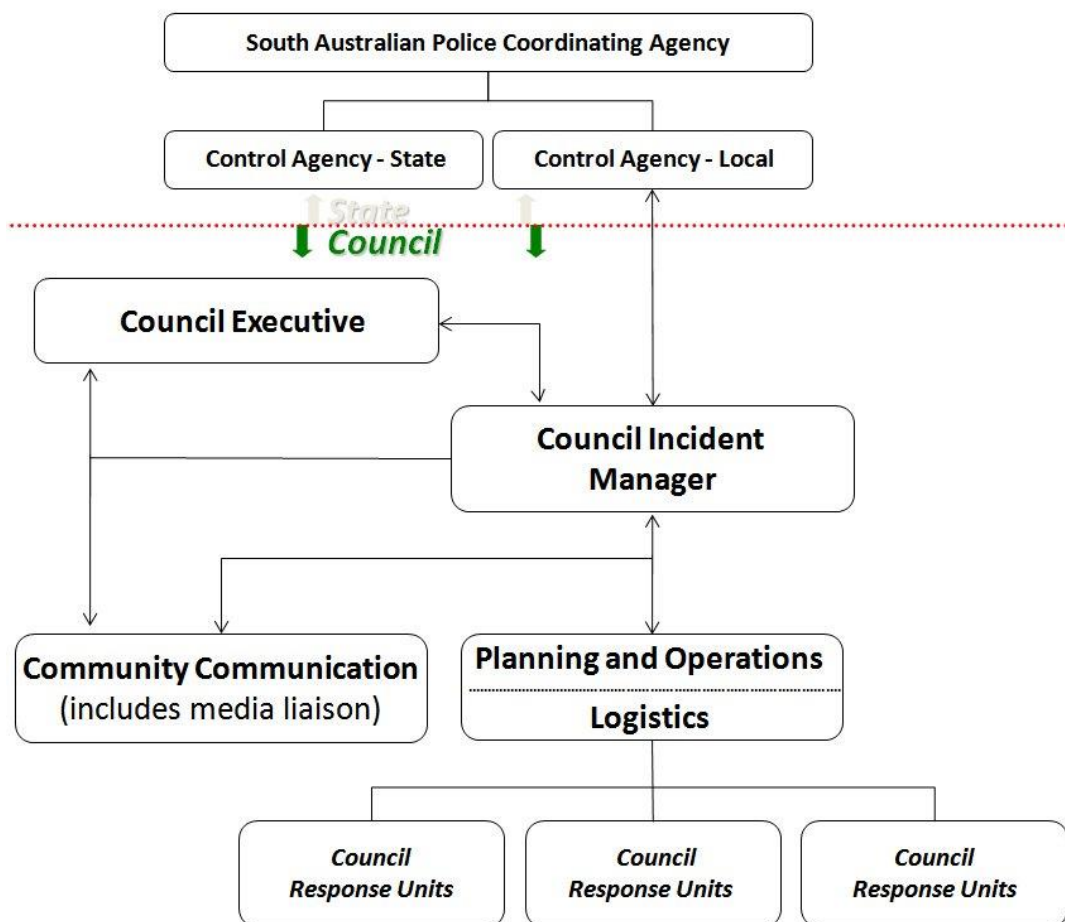 South Australian Police Coordinating Agency
Control Agency - State
Control Agency - Local
State
Council
Council Executive
Council Incident
Manager
Community Communication
(includes media liaison)
Planning and Operations
Logistics
Council
Response Units
Council
Response Units
Council
Response Units